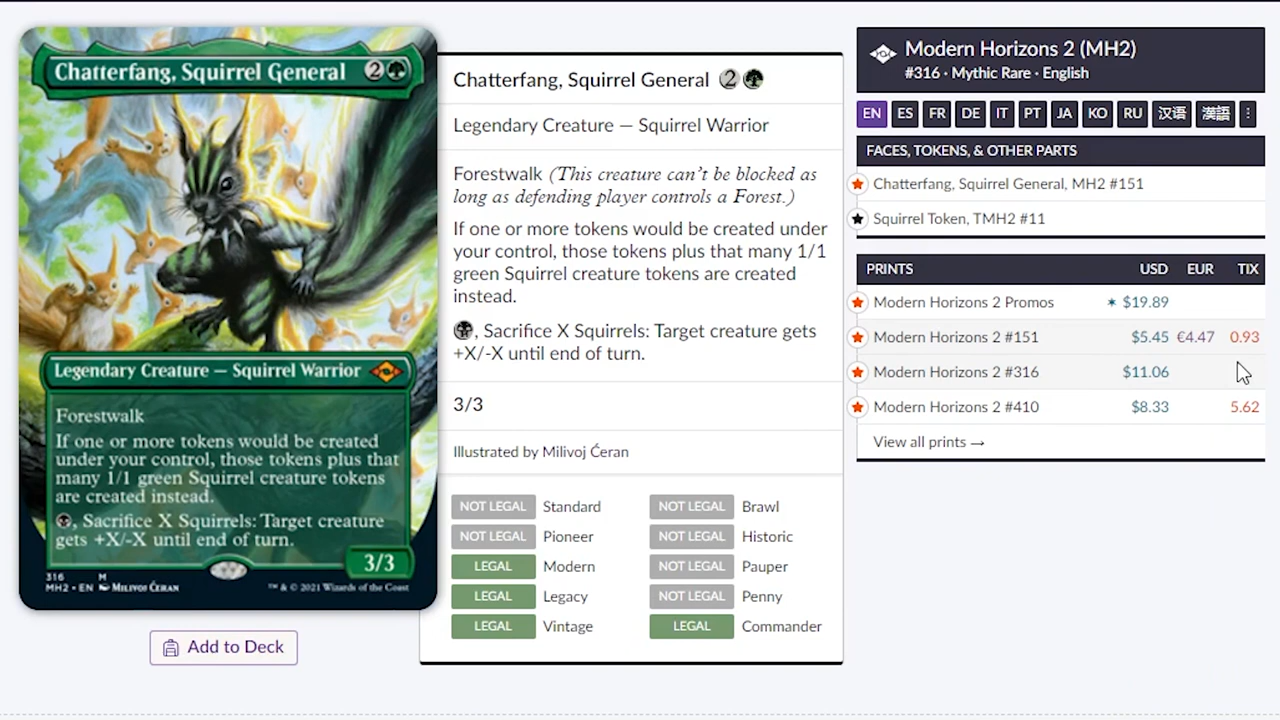 Chatterfang, Squirrel General 2
Legendary Creature — Squirrel Warrior
Forestwalk
If one or more tokens would be created
under your control, those tokens plus that
many 1/1 green Squirrel creature tokens
are created instead.
, Sacrifice X Squirrels: Target creature
gets +X/-X until end of turn.
3/3
316 M
MH2 • EN Milivoj Ćeran ™ & © 2021 Wizards of the Coast
Add to Deck
Chatterfang, Squirrel General 2
Legendary Creature — Squirrel Warrior
Forestwalk (This creature can't be blocked as
long as defending player controls a Forest.)
If one or more tokens would be created under
your control, those tokens plus that many 1/1
green Squirrel creature tokens are created
instead.
, Sacrifice X Squirrels: Target creature gets
+X/-X until end of turn.
3/3
Illustrated by Milivoj Ćeran
NOT LEGAL Standard NOT LEGAL Brawl
NOT LEGAL Pioneer NOT LEGAL Historic
LEGAL Modern NOT LEGAL Pauper
LEGAL Legacy NOT LEGAL Penny
LEGAL Vintage LEGAL Commander
Modern Horizons 2 (MH2)
#316 · Mythic Rare · English
EN ES FR DE IT PT JA KO RU 汉语 漢語
FACES, TOKENS, & OTHER PARTS
Chatterfang, Squirrel General, MH2 #151
Squirrel Token, TMH2 #11
PRINTS USD EUR TIX
Modern Horizons 2 Promos $19.89
Modern Horizons 2 #151 $5.45 €4.47 0.93
Modern Horizons 2 #316 $11.06
Modern Horizons 2 #410 $8.33 5.62
View all prints →